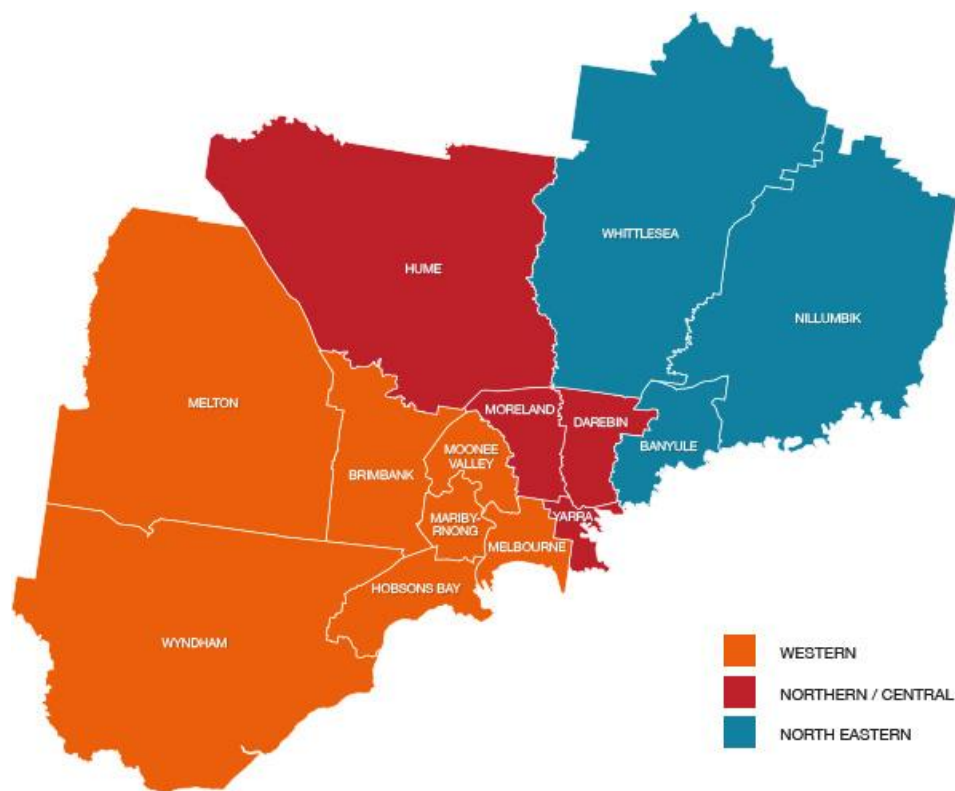 WHITTLESEA
HUME
NILLUMBIK
MELTON
MORELAND
DAREBIN
BANYULE
MOONEE
VALLEY
BRIMBANK
MARIBY-
RNONG
YARRA
MELBOURNE
HOBSONS BAY
WYNDHAM
WESTERN
NORTHERN / CENTRAL
NORTH EASTERN